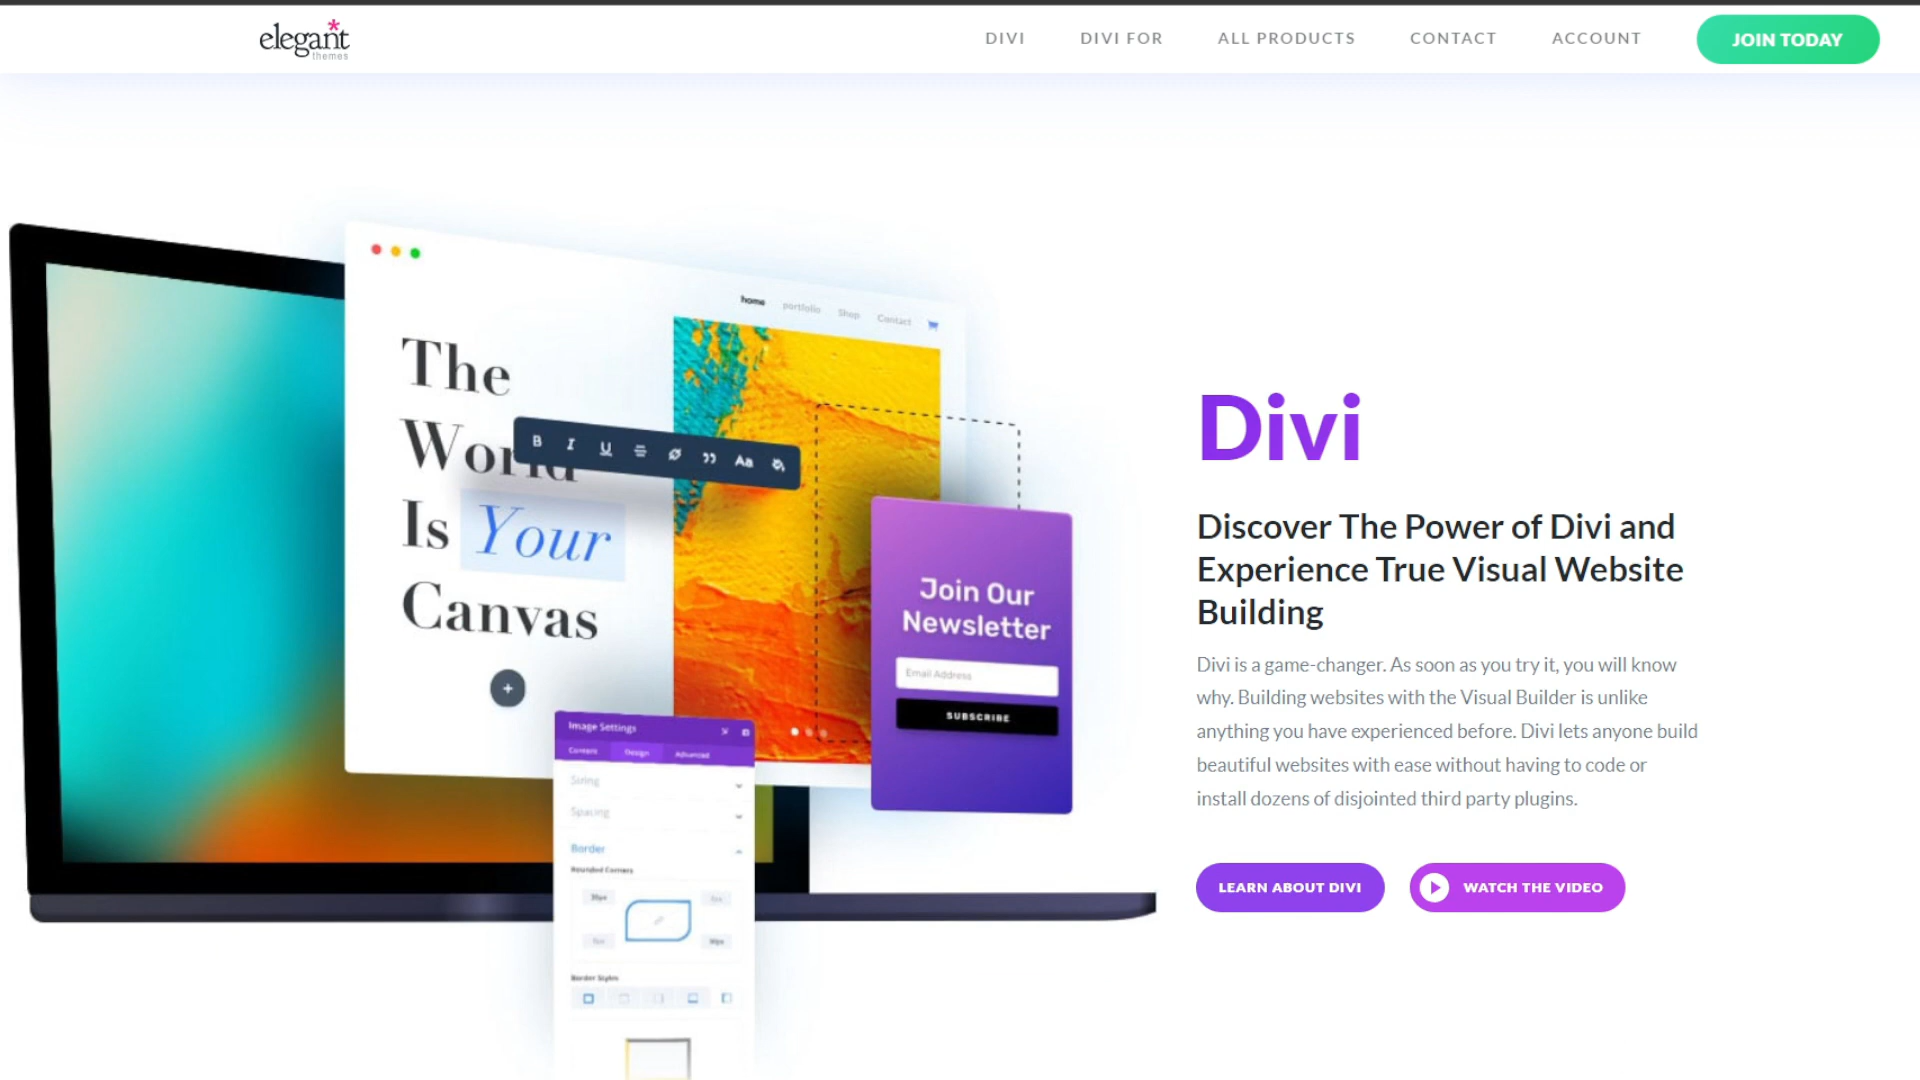 elegant
themes
DIVI
DIVI FOR
ALL PRODUCTS
CONTACT
ACCOUNT
JOIN TODAY
home portfolio Shop Contact
The
World
Is Your
Canvas
B I U Aa
Join Our
Newsletter
Email Address
SUBSCRIBE
Image Settings
Content Design Advanced
Sizing
Spacing
Border
Rounded Corners
Border Styles
Divi
Discover The Power of Divi and
Experience True Visual Website
Building
Divi is a game-changer. As soon as you try it, you will know
why. Building websites with the Visual Builder is unlike
anything you have experienced before. Divi lets anyone build
beautiful websites with ease without having to code or
install dozens of disjointed third party plugins.
LEARN ABOUT DIVI
WATCH THE VIDEO